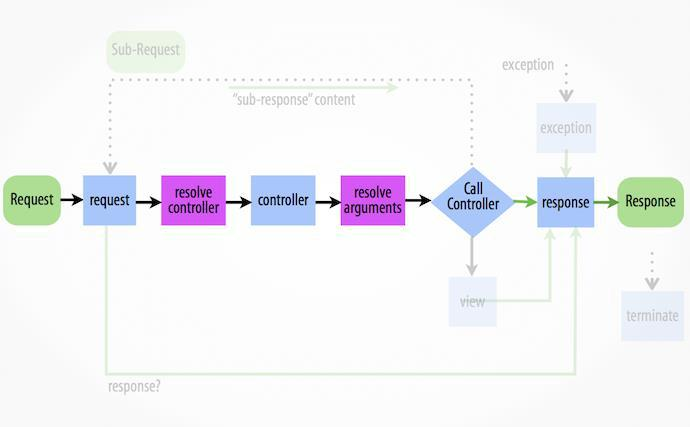 Sub-Request
exception
"sub-response" content
exception
Request
request
resolve
controller
controller
resolve
arguments
Call
Controller
response
Response
view
terminate
response?